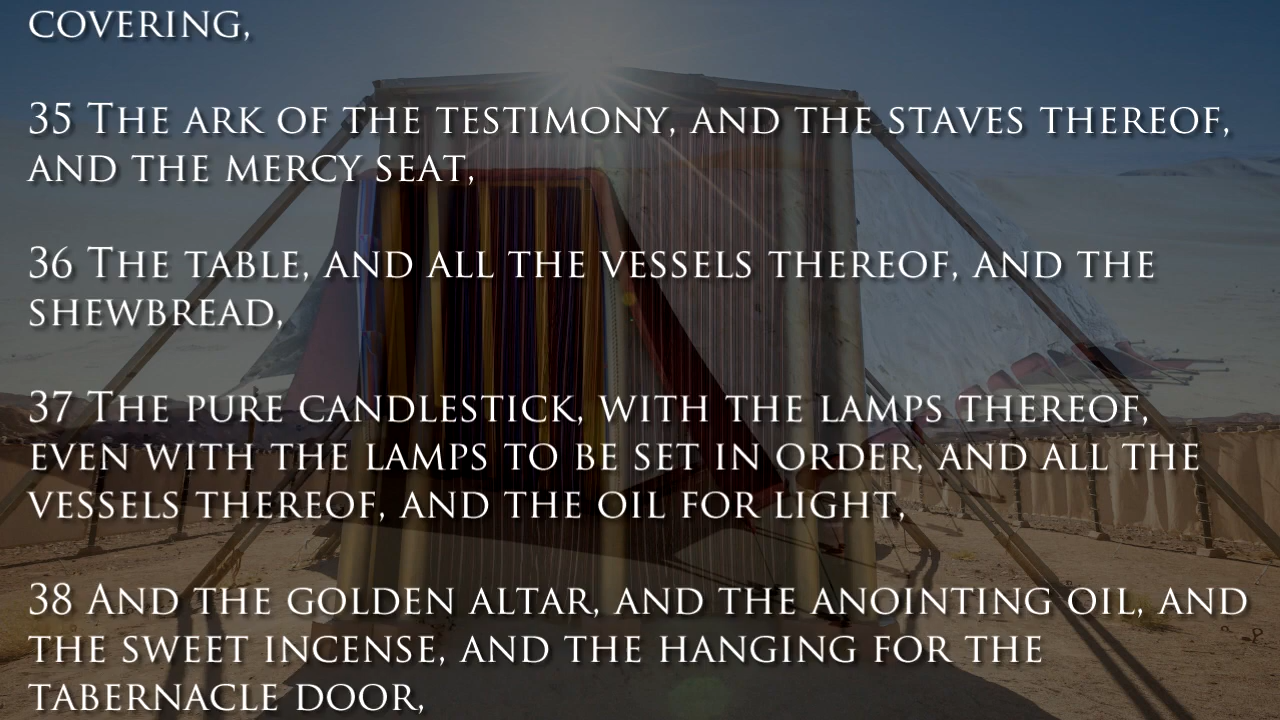 COVERING,
35 THE ARK OF THE TESTIMONY, AND THE STAVES THEREOF,
AND THE MERCY SEAT,
36 THE TABLE, AND ALL THE VESSELS THEREOF, AND THE
SHEWBREAD,
37 THE PURE CANDLESTICK, WITH THE LAMPS THEREOF,
EVEN WITH THE LAMPS TO BE SET IN ORDER, AND ALL THE
VESSELS THEREOF, AND THE OIL FOR LIGHT,
38 AND THE GOLDEN ALTAR, AND THE ANOINTING OIL, AND
THE SWEET INCENSE, AND THE HANGING FOR THE
TABERNACLE DOOR,